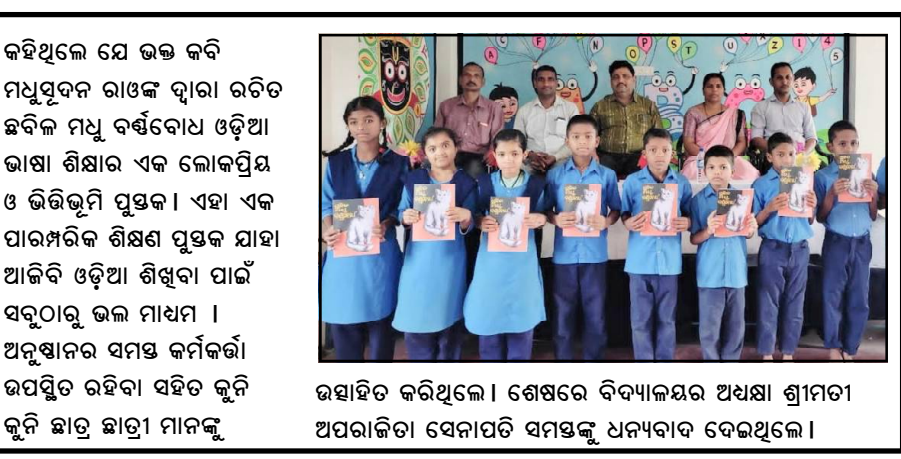 କହିଥିଲେ ଯେ ଭକ୍ତ କବି
ମଧୁସୂଦନ ରାଓଙ୍କ ଦ୍ୱାରା ରଚିତ
ଛବିଳ ମଧୁ ବର୍ଣ୍ଣବୋଧ ଓଡ଼ିଆ
ଭାଷା ଶିକ୍ଷାର ଏକ ଲୋକପ୍ରିୟ
ଓ ଭିତ୍ତିଭୂମି ପୁସ୍ତକ। ଏହା ଏକ
ପାରମ୍ପରିକ ଶିକ୍ଷଣ ପୁସ୍ତକ ଯାହା
ଆଜିବି ଓଡ଼ିଆ ଶିଖିବା ପାଇଁ
ସବୁଠାରୁ ଭଲ ମାଧ୍ୟମ ।
ଅନୁଷ୍ଠାନର ସମସ୍ତ କର୍ମକର୍ତ୍ତା
ଉପସ୍ଥିତ ରହିବା ସହିତ କୁନି
କୁନି ଛାତ୍ର ଛାତ୍ରୀ ମାନଙ୍କୁ
ଉତ୍ସାହିତ କରିଥିଲେ। ଶେଷରେ ବିଦ୍ୟାଳୟର ଅଧ୍ୟକ୍ଷା ଶ୍ରୀମତୀ
ଅପରାଜିତା ସେନାପତି ସମସ୍ତଙ୍କୁ ଧନ୍ୟବାଦ ଦେଇଥିଲେ।